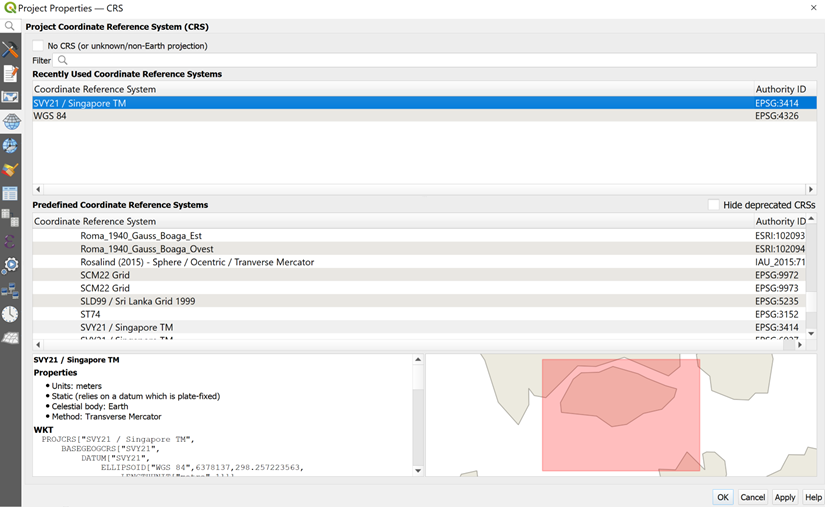 Project Properties — CRS
Project Coordinate Reference System (CRS)
No CRS (or unknown/non-Earth projection)
Filter
Recently Used Coordinate Reference Systems
Coordinate Reference System Authority ID
SVY21 / Singapore TM EPSG:3414
WGS 84 EPSG:4326
Predefined Coordinate Reference Systems Hide deprecated CRSs
Coordinate Reference System Authority ID
Roma_1940_Gauss_Boaga_Est ESRI:102093
Roma_1940_Gauss_Boaga_Ovest ESRI:102094
Rosalind (2015) - Sphere / Ocentric / Tranverse Mercator IAU_2015:71
SCM22 Grid EPSG:9972
SCM22 Grid EPSG:9973
SLD99 / Sri Lanka Grid 1999 EPSG:5235
ST74 EPSG:3152
SVY21 / Singapore TM EPSG:3414
SVY21 / Singapore TM
Properties
Units: meters
Static (relies on a datum which is plate-fixed)
Celestial body: Earth
Method: Transverse Mercator
WKT
PROJCRS["SVY21 / Singapore TM",
BASEGEOGCRS["SVY21",
DATUM["SVY21",
ELLIPSOID["WGS 84",6378137,298.257223563,
OK Cancel Apply Help